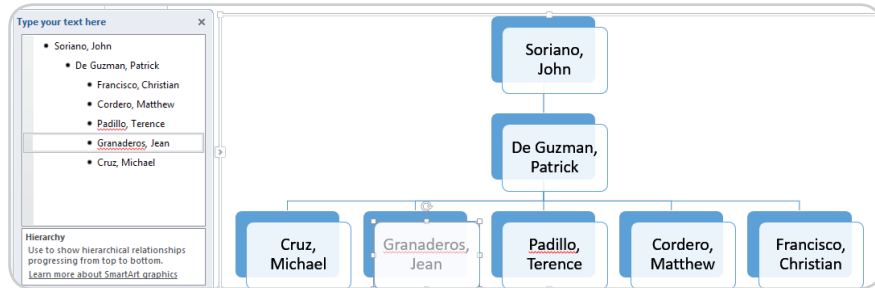 Type your text here
Soriano, John
De Guzman, Patrick
Francisco, Christian
Cordero, Matthew
Padillo, Terence
Granaderos, Jean
Cruz, Michael
Hierarchy
Use to show hierarchical relationships
progressing from top to bottom.
Learn more about SmartArt graphics
Soriano,
John
De Guzman,
Patrick
Cruz,
Michael
Granaderos,
Jean
Padillo,
Terence
Cordero,
Matthew
Francisco,
Christian